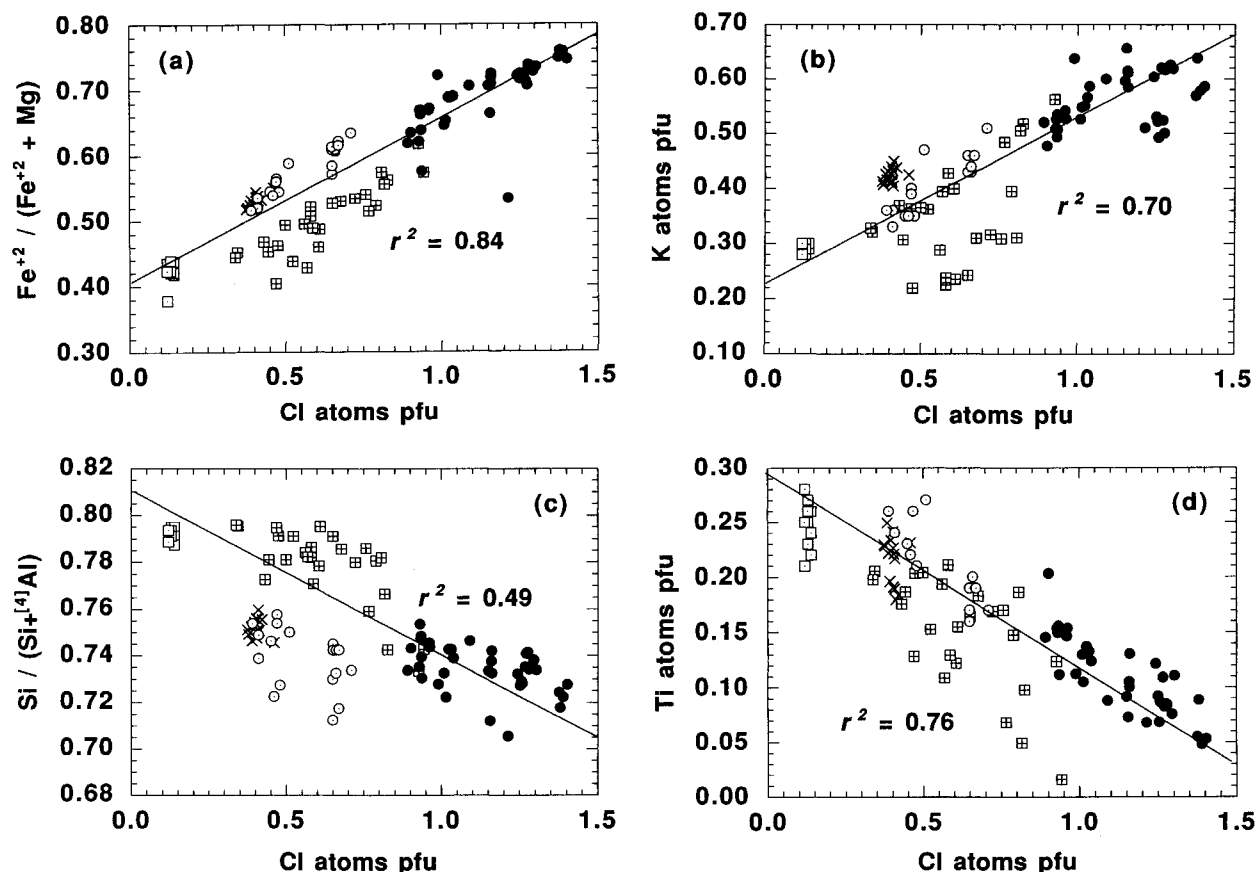 (a)
Fe+2 / (Fe+2 + Mg)
0.80
0.70
0.60
0.50
0.40
0.30
r2 = 0.84
0.0 0.5 1.0 1.5
Cl atoms pfu
(b)
K atoms pfu
0.70
0.60
0.50
0.40
0.30
0.20
0.10
r2 = 0.70
0.0 0.5 1.0 1.5
Cl atoms pfu
(c)
Si / (Si+[4]Al)
0.82
0.80
0.78
0.76
0.74
0.72
0.70
0.68
r2 = 0.49
0.0 0.5 1.0 1.5
Cl atoms pfu
(d)
Ti atoms pfu
0.30
0.25
0.20
0.15
0.10
0.05
0.00
r2 = 0.76
0.0 0.5 1.0 1.5
Cl atoms pfu